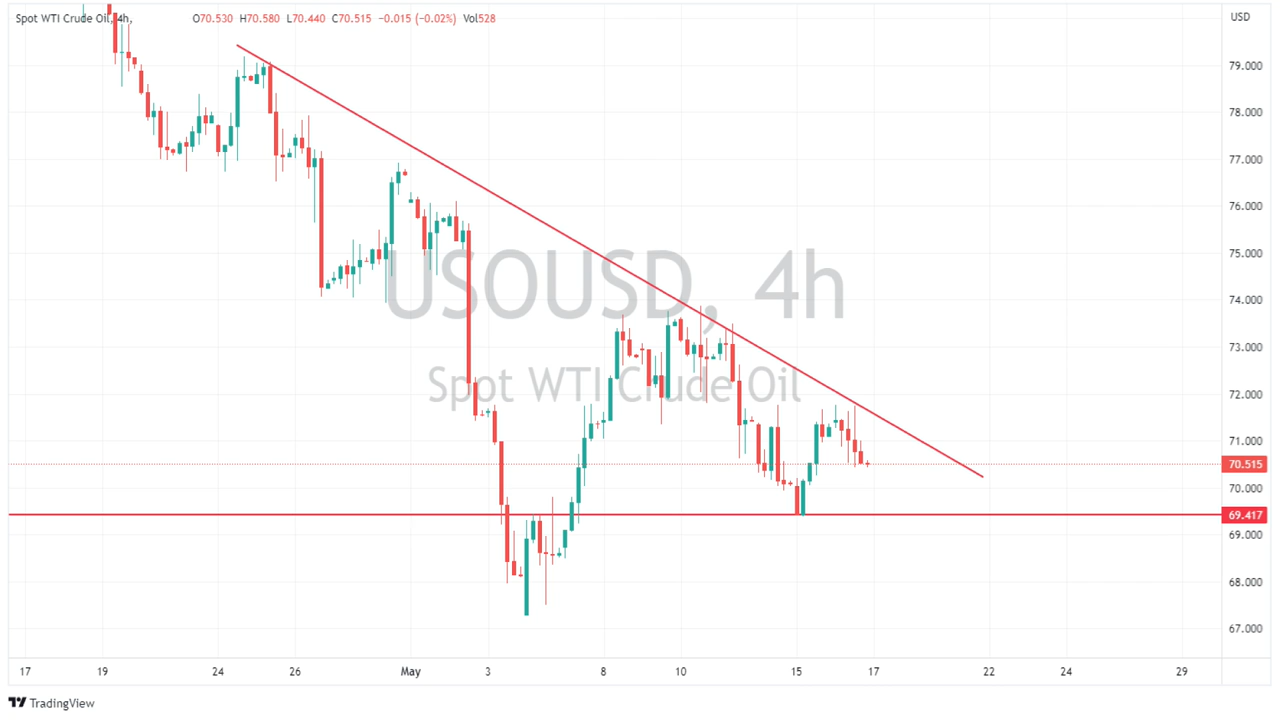 Spot WTI Crude Oil, 4h, O70.530 H70.580 L70.440 C70.515 −0.015 (−0.02%) Vol528
USD
79.000
78.000
77.000
76.000
75.000
74.000
73.000
72.000
71.000
70.515
70.000
69.417
69.000
68.000
67.000
USOUSD, 4h
Spot WTI Crude Oil
17 19 24 26 May 3 8 10 15 17 22 24 29
TradingView